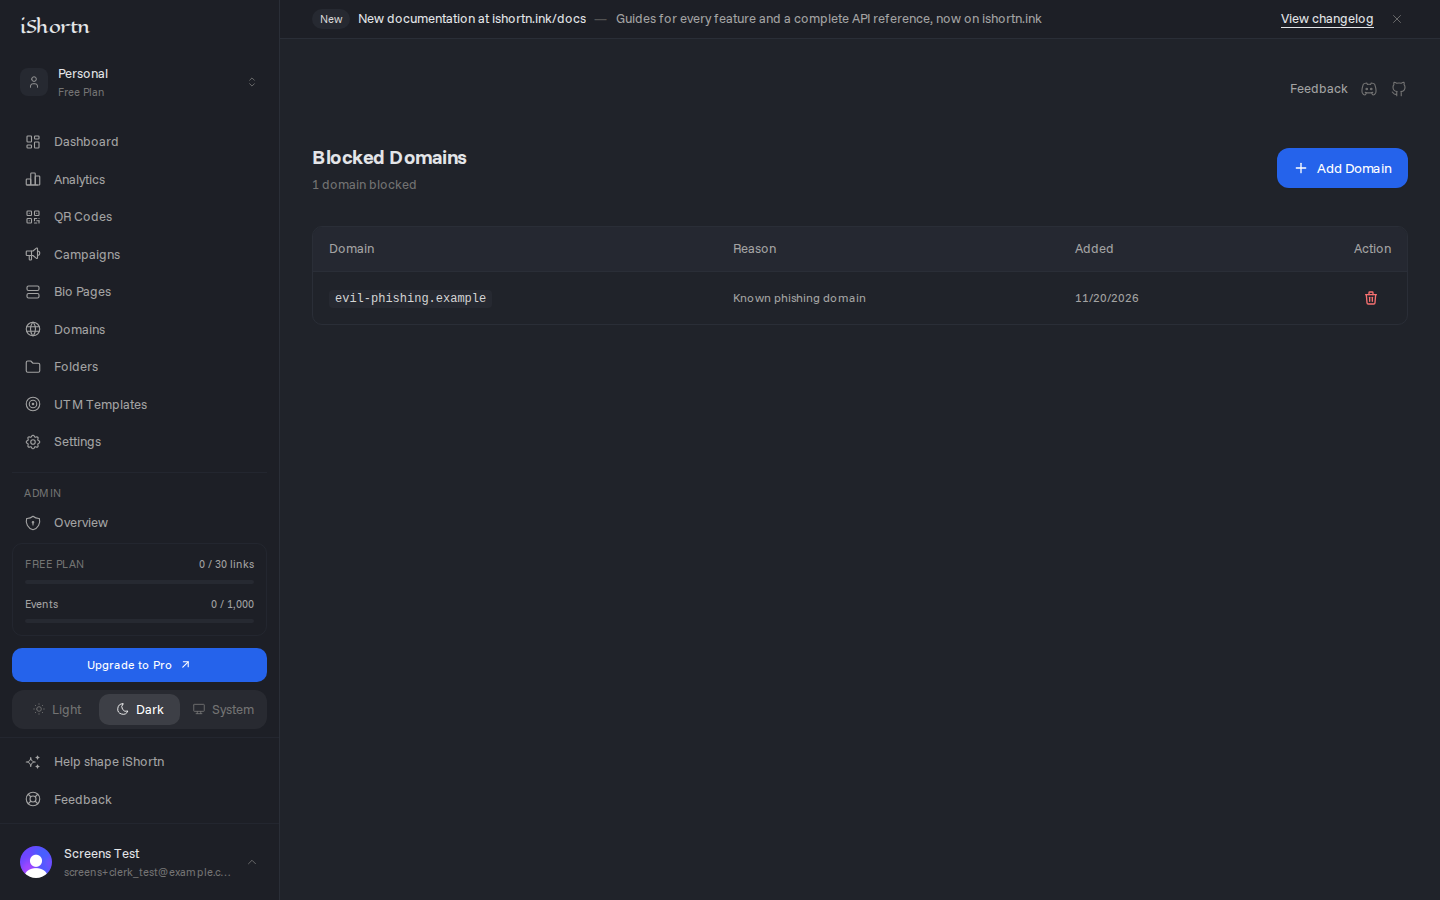 iShortn
Personal
Free Plan
Dashboard
Analytics
QR Codes
Campaigns
Bio Pages
Domains
Folders
UTM Templates
Settings
ADMIN
Overview
FREE PLAN 0 / 30 links
Events 0 / 1,000
Upgrade to Pro
Light Dark System
Help shape iShortn
Feedback
Screens Test
screens+clerk_test@example.c...
New New documentation at ishortn.ink/docs — Guides for every feature and a complete API reference, now on ishortn.ink View changelog
Feedback
Blocked Domains
1 domain blocked
Add Domain
Domain Reason Added Action
evil-phishing.example Known phishing domain 11/20/2026